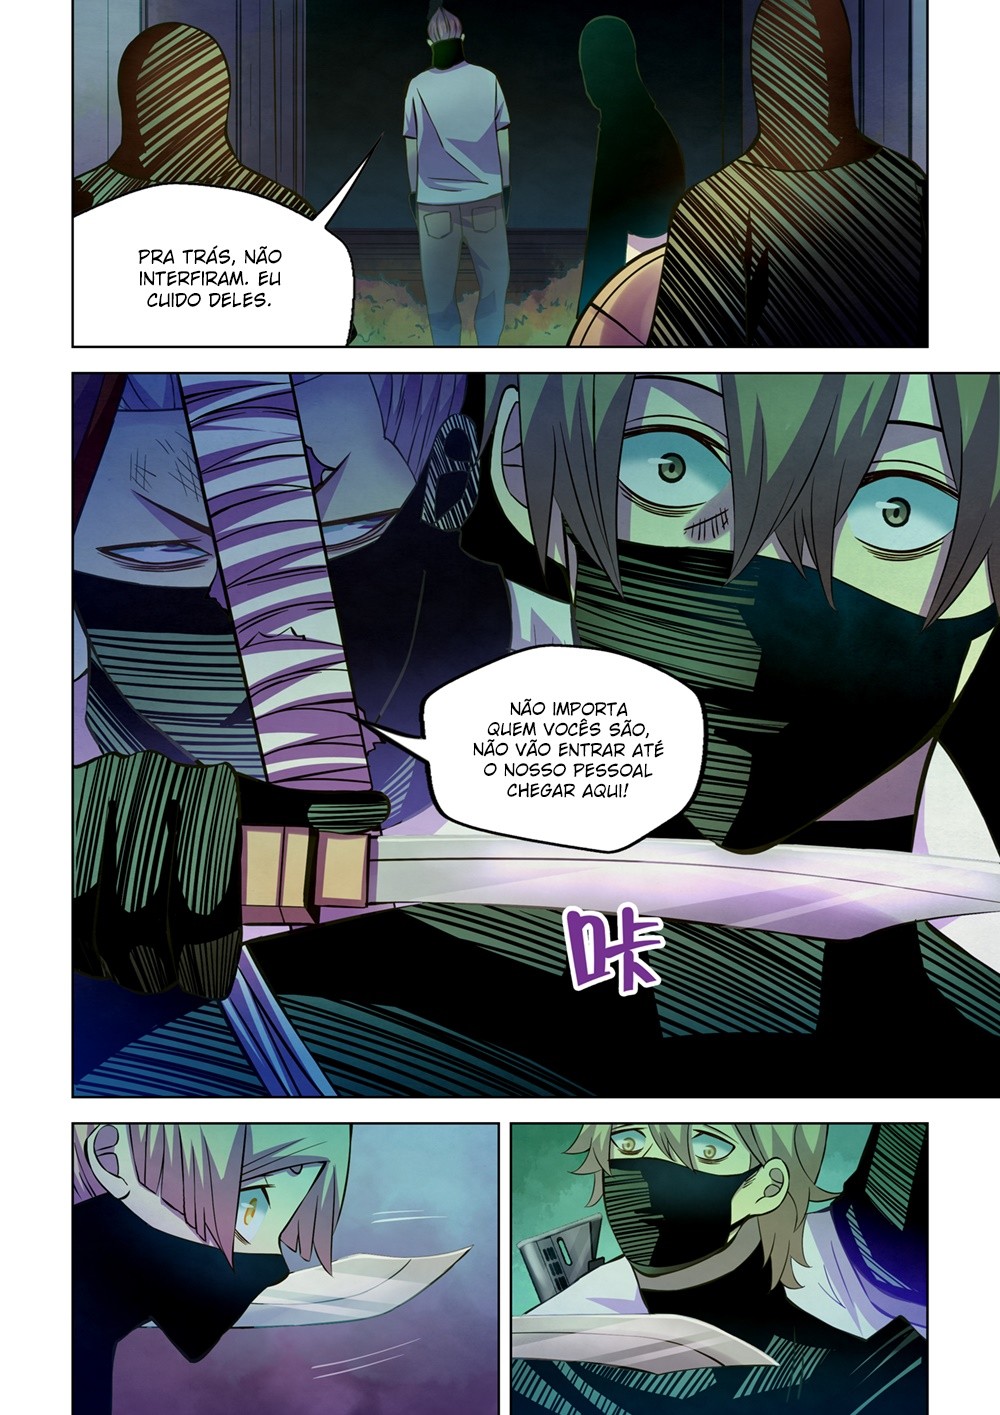 PRA TRÁS, NÃO
INTERFIRAM. EU
CUIDO DELES.
NÃO IMPORTA
QUEM VOCÊS SÃO,
NÃO VÃO ENTRAR ATÉ
O NOSSO PESSOAL
CHEGAR AQUI!
咔